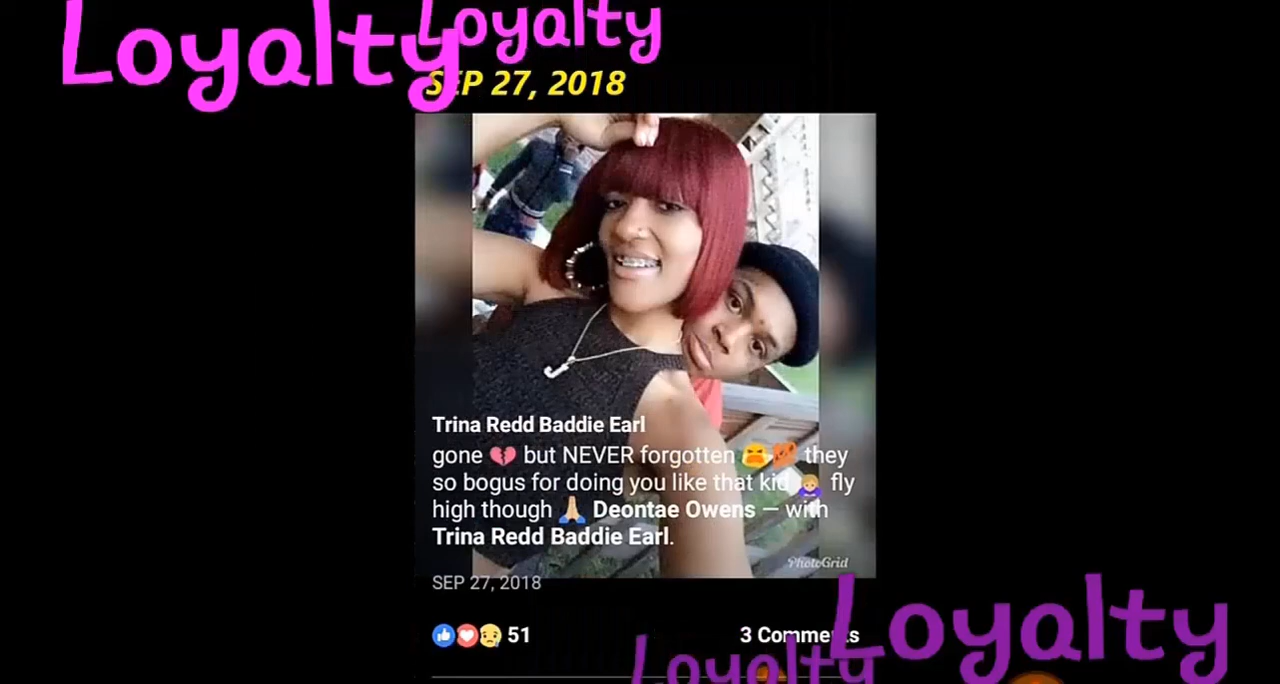 Loyalty
Loyalty
SEP 27, 2018
Trina Redd Baddie Earl
gone 💔 but NEVER forgotten 😫💯 they
so bogus for doing you like that kid 🙇🏼‍♀️ fly
high though 🙏🏼 Deontae Owens — with
Trina Redd Baddie Earl.
PhotoGrid
SEP 27, 2018
51
3 Comments
Loyalty
Loyalty